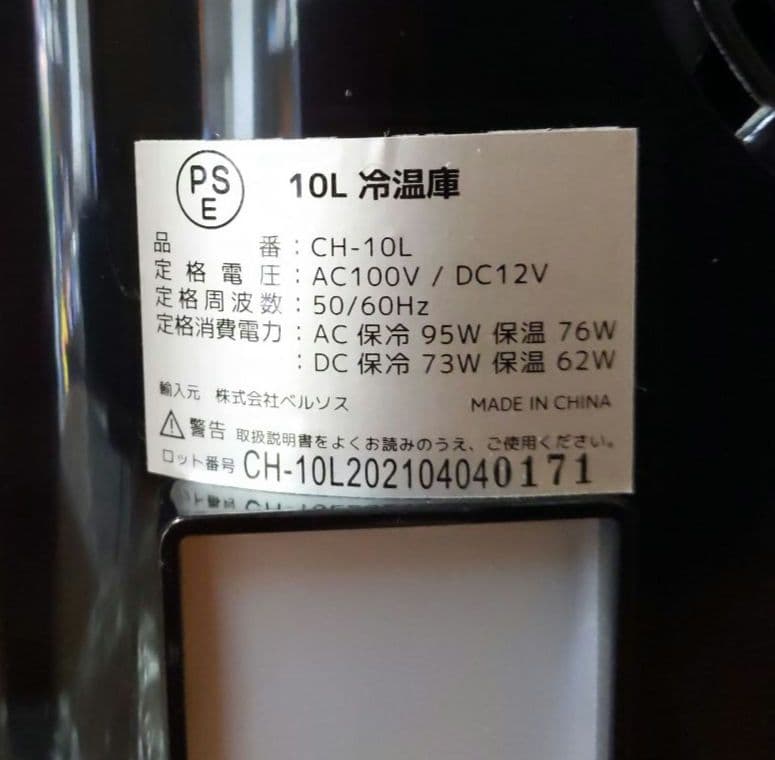 PS
E
10L 冷温庫
品番：CH-10L
定格電圧：AC100V / DC12V
定格周波数：50/60Hz
定格消費電力：AC 保冷 95W 保温 76W
：DC 保冷 73W 保温 62W
輸入元 株式会社ベルソス MADE IN CHINA
警告 取扱説明書をよくお読みのうえ、ご使用ください。
ロット番号 CH-10L202104040171